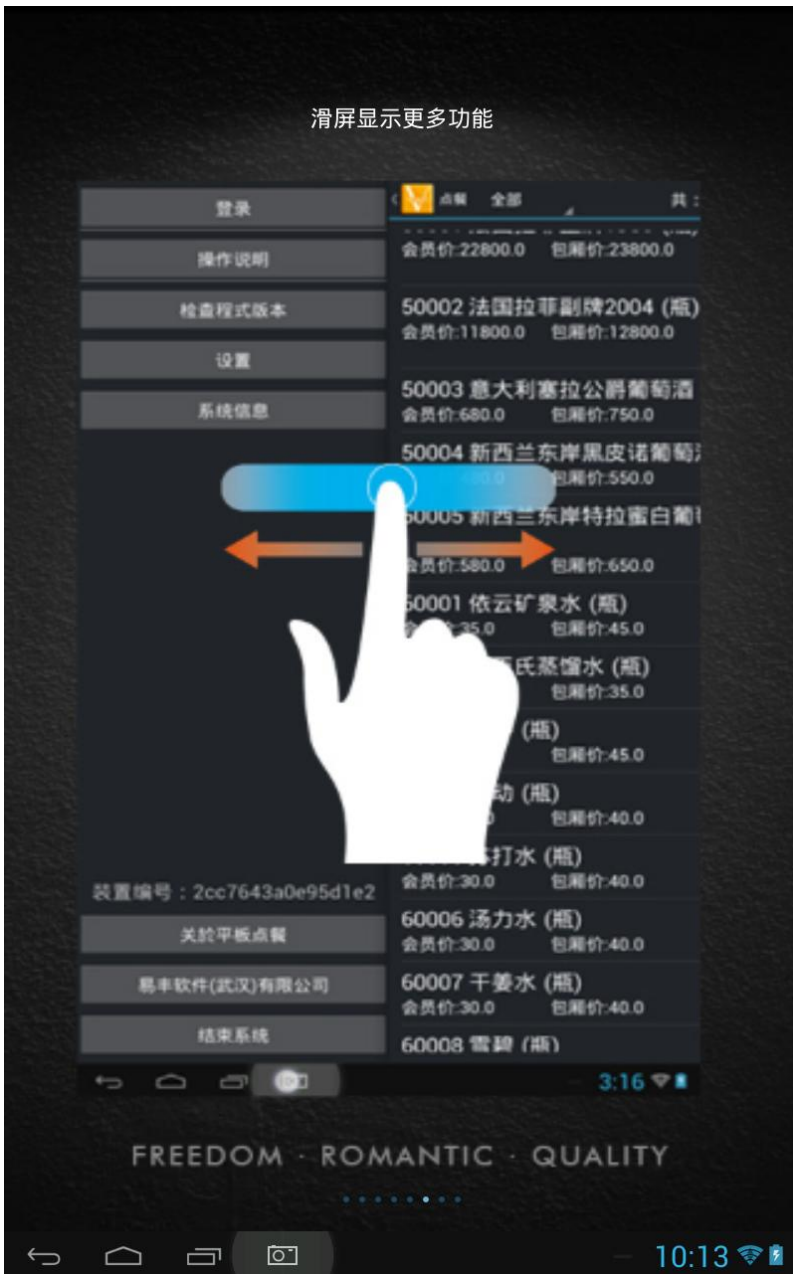 滑屏显示更多功能
登录
操作说明
检查程式版本
设置
系统信息
装置编号：2cc7643a0e95d1e2
关於平板点餐
易丰软件(武汉)有限公司
结束系统
点餐 全部 共：
会员价:22800.0 包厢价:23800.0
50002 法国拉菲副牌2004 (瓶)
会员价:11800.0 包厢价:12800.0
50003 意大利塞拉公爵葡萄酒
会员价:680.0 包厢价:750.0
50004 新西兰东岸黑皮诺葡萄
包厢价:550.0
50005 新西兰东岸特拉蜜白葡
会员价:580.0 包厢价:650.0
60001 依云矿泉水 (瓶)
35.0 包厢价:45.0
氏蒸馏水 (瓶)
包厢价:35.0
(瓶)
包厢价:45.0
动 (瓶)
包厢价:40.0
打水 (瓶)
会员价:30.0 包厢价:40.0
60006 汤力水 (瓶)
会员价:30.0 包厢价:40.0
60007 干姜水 (瓶)
会员价:30.0 包厢价:40.0
60008 雪碧 (瓶)
3:16
FREEDOM · ROMANTIC · QUALITY
10:13